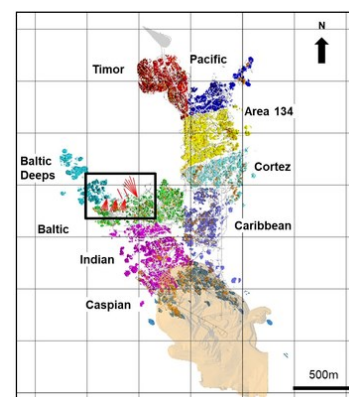 N
Timor
Pacific
Area 134
Baltic
Deeps
Cortez
Baltic
Caribbean
Indian
Caspian
500m